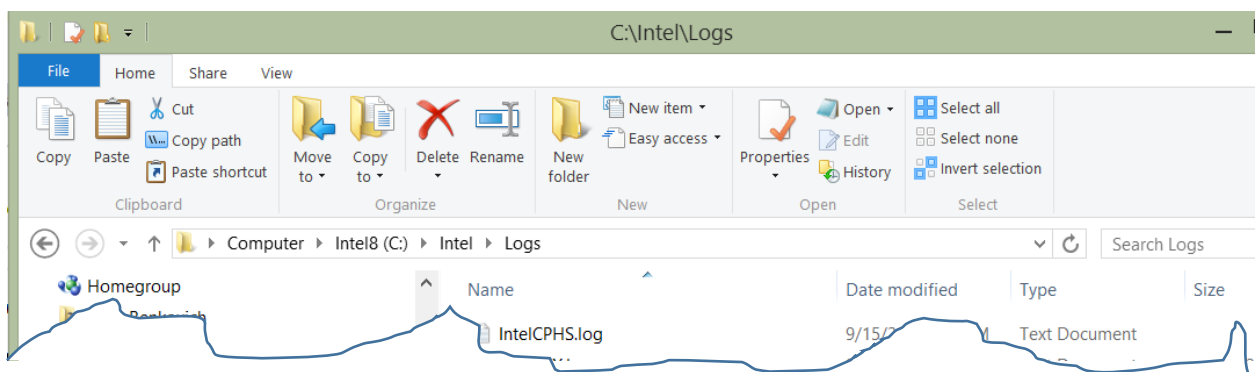 C:\Intel\Logs
File Home Share View
Cut
Copy path
Paste shortcut
Copy
Paste
Clipboard
Move to
Copy to
Delete
Rename
Organize
New folder
New item
Easy access
New
Properties
Open
Edit
History
Open
Select all
Select none
Invert selection
Select
Computer Intel8 (C:) Intel Logs
Search Logs
Homegroup
Name Date modified Type Size
IntelCPHS.log 9/15/ Text Document